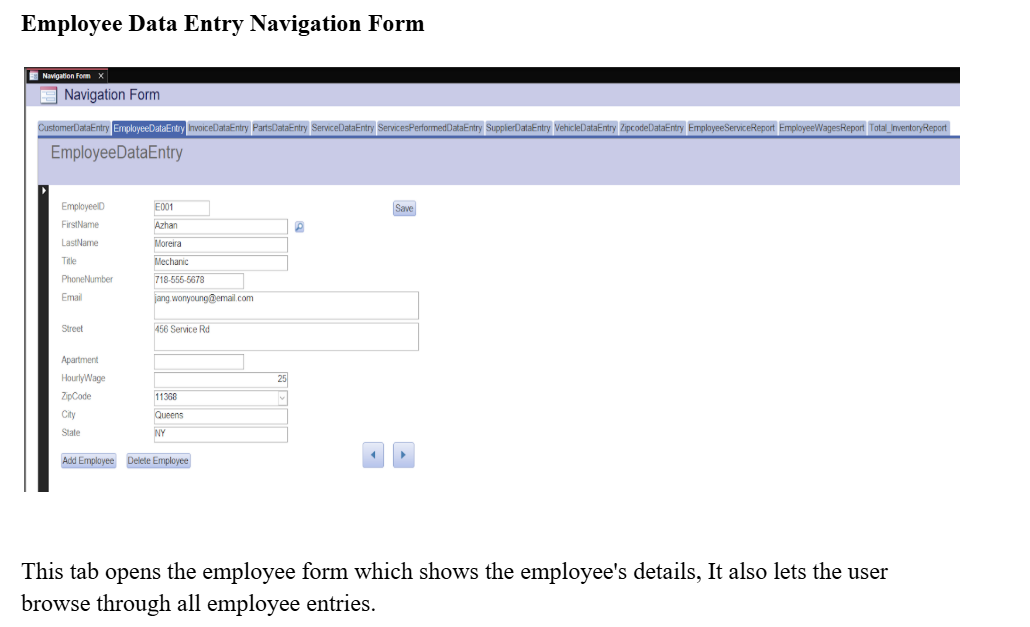 Employee Data Entry Navigation Form
Navigation Form X
Navigation Form
CustomerDataEntry EmployeeDataEntry InvoiceDataEntry PartsDataEntry ServiceDataEntry ServicesPerformedDataEntry SupplierDataEntry VehicleDataEntry ZipcodeDataEntry EmployeeServiceReport EmployeeWagesReport Total_InventoryReport
EmployeeDataEntry
EmployeeID E001 Save
FirstName Azhan
LastName Moreira
Title Mechanic
PhoneNumber 718-555-5678
Email jang.wonyoung@email.com
Street 456 Service Rd
Apartment
HourlyWage 25
ZipCode 11368
City Queens
State NY
Add Employee Delete Employee
This tab opens the employee form which shows the employee's details, It also lets the user
browse through all employee entries.